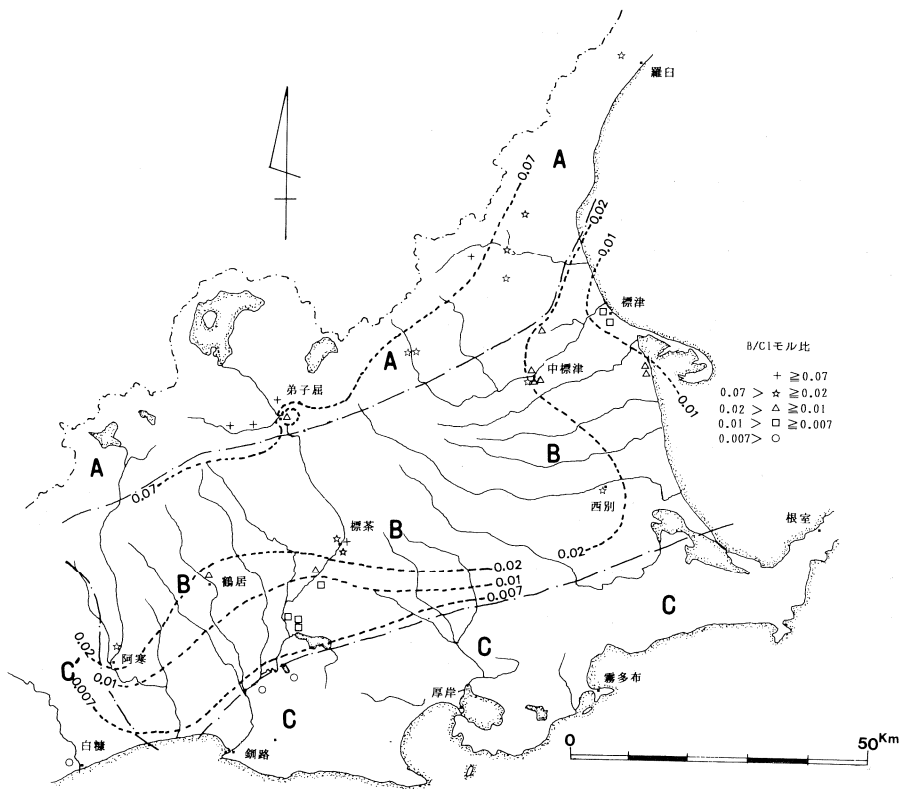 羅臼
A
0.07
0.02
0.01
標津
B/Clモル比
+ ≧0.07
0.07 > ☆ ≧0.02
0.02 > △ ≧0.01
0.01 > □ ≧0.007
0.007> ○
A
中標津
弟子屈
0.01
B
A
0.07
西別
根室
標茶
B
0.02
0.02
B
鶴居
0.01
0.007
C
0.02
C
阿寒
0.01
0.007
C
霧多布
厚岸
C
白糠
釧路
0
50Km